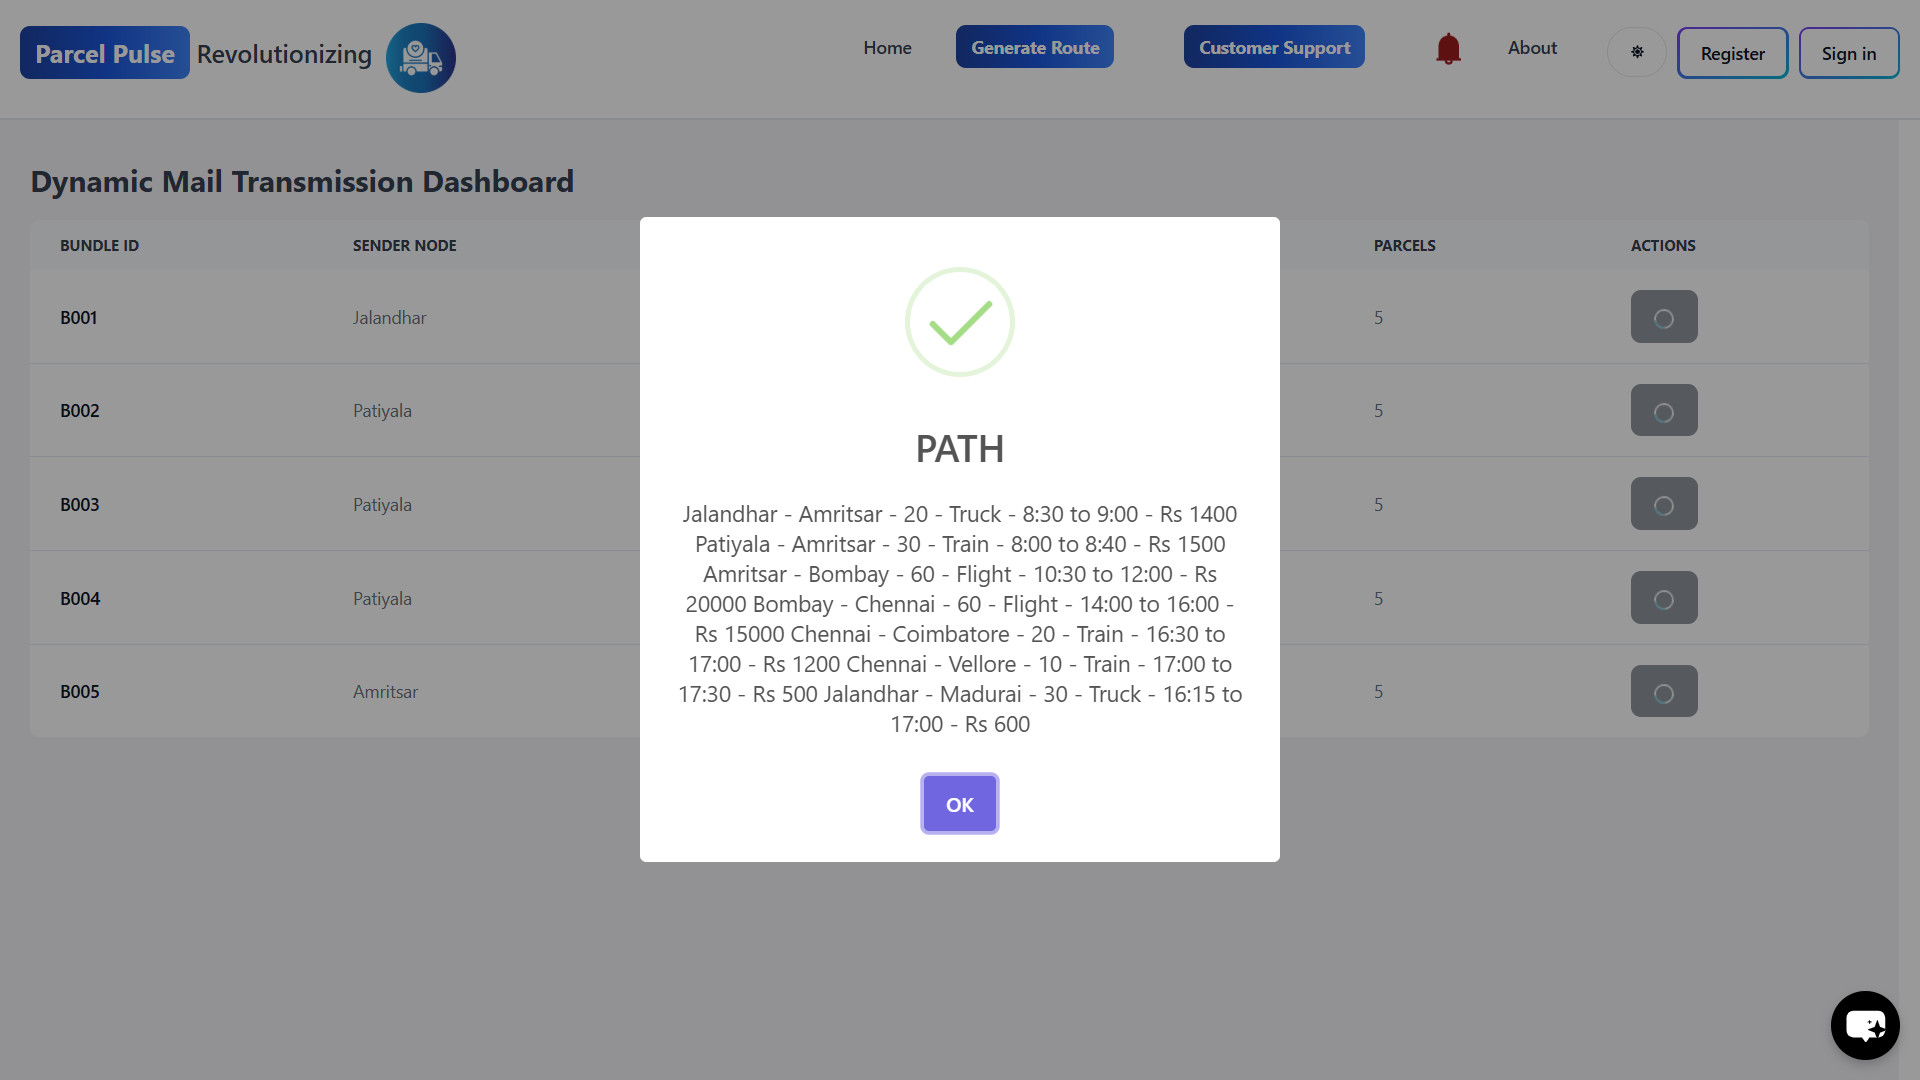 Parcel Pulse Revolutionizing
Home
Generate Route
Customer Support
About
Register
Sign in
Dynamic Mail Transmission Dashboard
BUNDLE ID SENDER NODE PARCELS ACTIONS
B001 Jalandhar 5
B002 Patiyala 5
B003 Patiyala 5
B004 Patiyala 5
B005 Amritsar 5
PATH
Jalandhar - Amritsar - 20 - Truck - 8:30 to 9:00 - Rs 1400
Patiyala - Amritsar - 30 - Train - 8:00 to 8:40 - Rs 1500
Amritsar - Bombay - 60 - Flight - 10:30 to 12:00 - Rs
20000 Bombay - Chennai - 60 - Flight - 14:00 to 16:00 -
Rs 15000 Chennai - Coimbatore - 20 - Train - 16:30 to
17:00 - Rs 1200 Chennai - Vellore - 10 - Train - 17:00 to
17:30 - Rs 500 Jalandhar - Madurai - 30 - Truck - 16:15 to
17:00 - Rs 600
OK